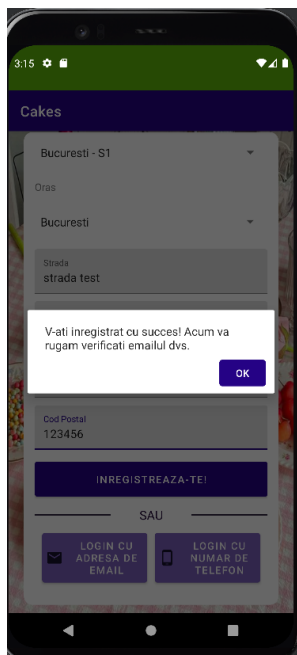 3:15
Cakes
Bucuresti - S1
Oras
Bucuresti
Strada
strada test
V-ati inregistrat cu succes! Acum va
rugam verificati emailul dvs.
OK
Cod Postal
123456
INREGISTREAZA-TE!
SAU
LOGIN CU
ADRESA DE
EMAIL
LOGIN CU
NUMAR DE
TELEFON